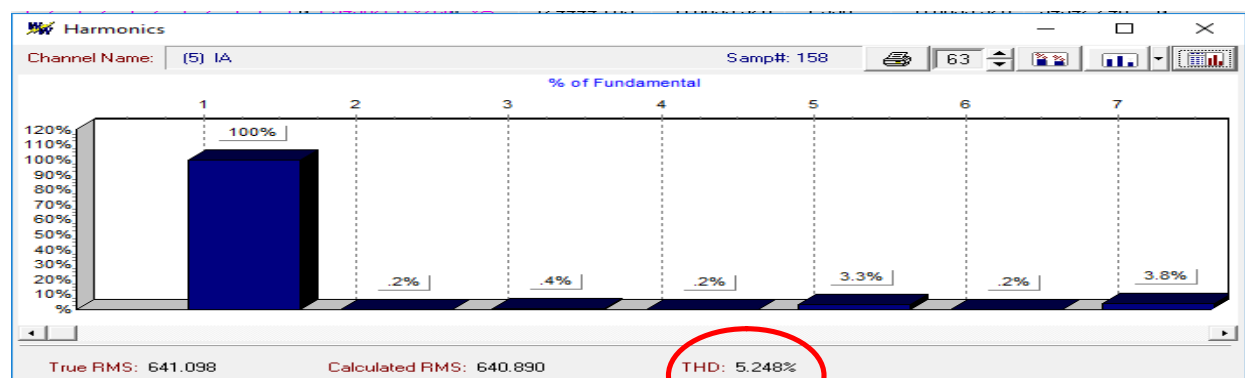 Harmonics
Channel Name: (5) IA Samp#: 158 63
% of Fundamental
1 2 3 4 5 6 7
120%
110%
100% 100%
90%
80%
70%
60%
50%
40%
30%
20% .2% .4% .2% 3.3% .2% 3.8%
10%
%
True RMS: 641.098 Calculated RMS: 640.890 THD: 5.248%